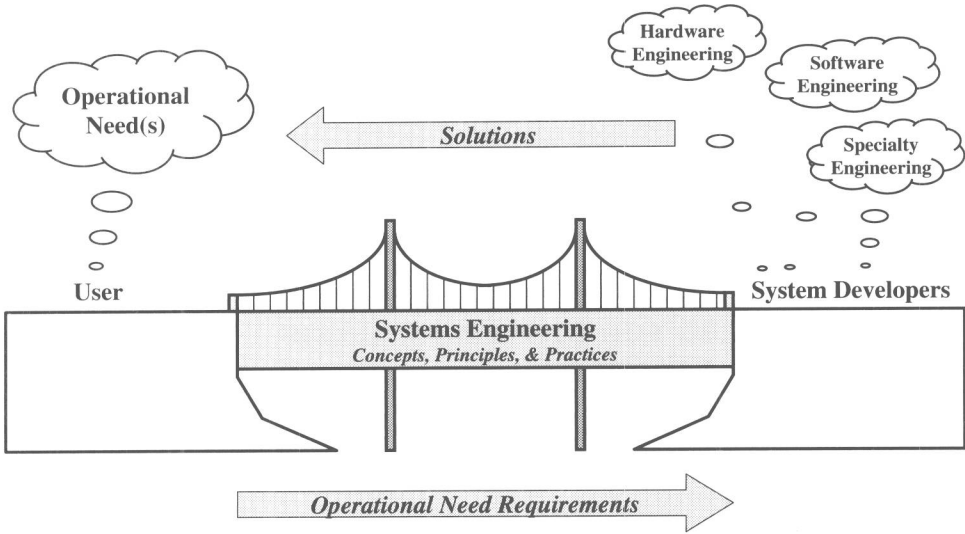 Hardware
Engineering
Software
Engineering
Operational
Need(s)
Solutions
Specialty
Engineering
User
System Developers
Systems Engineering
Concepts, Principles, & Practices
Operational Need Requirements